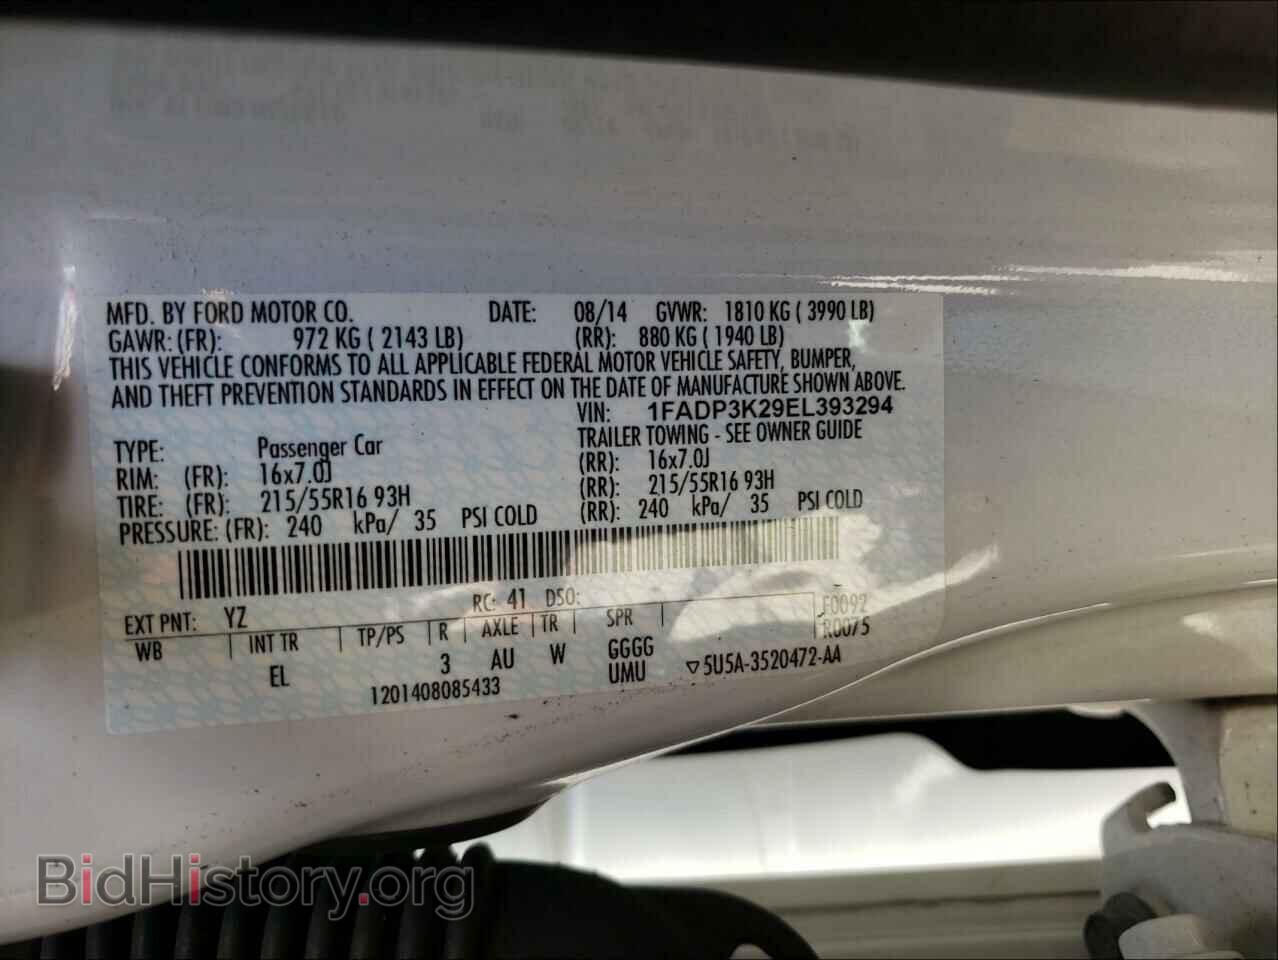 MFD. BY FORD MOTOR CO. DATE: 08/14 GVWR: 1810 KG ( 3990 LB)
GAWR: (FR): 972 KG ( 2143 LB) (RR): 880 KG ( 1940 LB)
THIS VEHICLE CONFORMS TO ALL APPLICABLE FEDERAL MOTOR VEHICLE SAFETY, BUMPER,
AND THEFT PREVENTION STANDARDS IN EFFECT ON THE DATE OF MANUFACTURE SHOWN ABOVE.
VIN: 1FADP3K29EL393294
TYPE: Passenger Car TRAILER TOWING - SEE OWNER GUIDE
RIM: (FR): 16x7.0J (RR): 16x7.0J
TIRE: (FR): 215/55R16 93H (RR): 215/55R16 93H
PRESSURE: (FR): 240 kPa/ 35 PSI COLD (RR): 240 kPa/ 35 PSI COLD
EXT PNT: YZ RC: 41 DSO: F0092
WB INT TR TP/PS R AXLE TR SPR R0075
EL 3 AU W GGGG
1201408085433 UMU ▽5U5A-3520472-AA
BidHistory.org